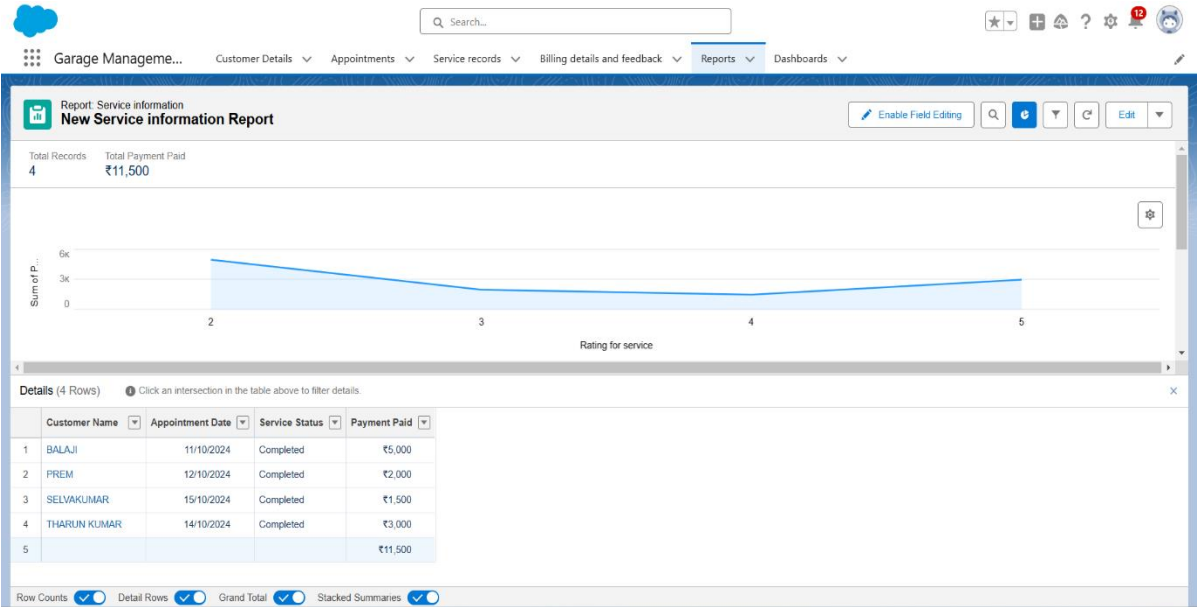 Search...
12
Garage Manageme... Customer Details Appointments Service records Billing details and feedback Reports Dashboards
Report: Service information
New Service information Report
Enable Field Editing Edit
Total Records Total Payment Paid
4 ₹11,500
Sum of P...
6K
3K
0
2 3 4 5
Rating for service
Details (4 Rows) Click an intersection in the table above to filter details.
Customer Name Appointment Date Service Status Payment Paid
1 BALAJI 11/10/2024 Completed ₹5,000
2 PREM 12/10/2024 Completed ₹2,000
3 SELVAKUMAR 15/10/2024 Completed ₹1,500
4 THARUN KUMAR 14/10/2024 Completed ₹3,000
5 ₹11,500
Row Counts Detail Rows Grand Total Stacked Summaries